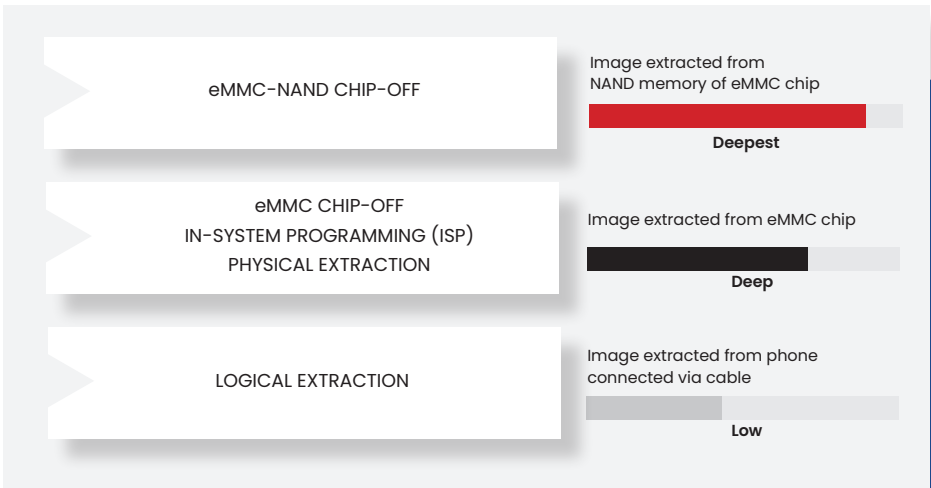 eMMC-NAND CHIP-OFF
Image extracted from
NAND memory of eMMC chip
Deepest
eMMC CHIP-OFF
IN-SYSTEM PROGRAMMING (ISP)
PHYSICAL EXTRACTION
Image extracted from eMMC chip
Deep
LOGICAL EXTRACTION
Image extracted from phone
connected via cable
Low